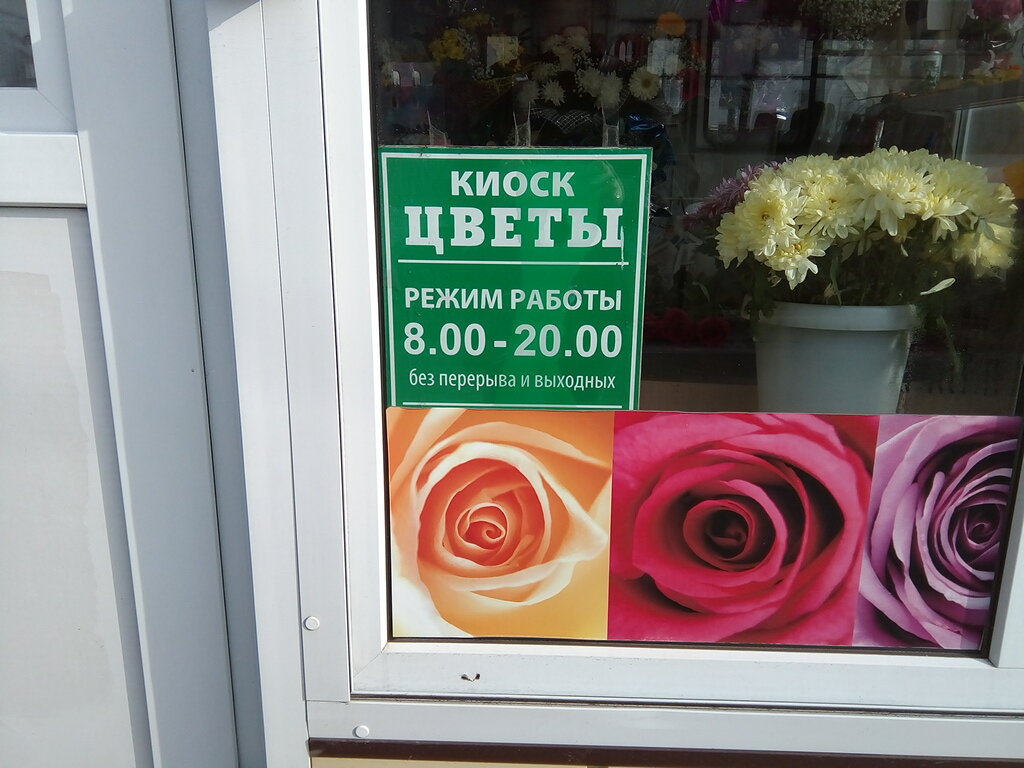 КИОСК
ЦВЕТЫ
РЕЖИМ РАБОТЫ
8.00 - 20.00
без перерыва и выходных